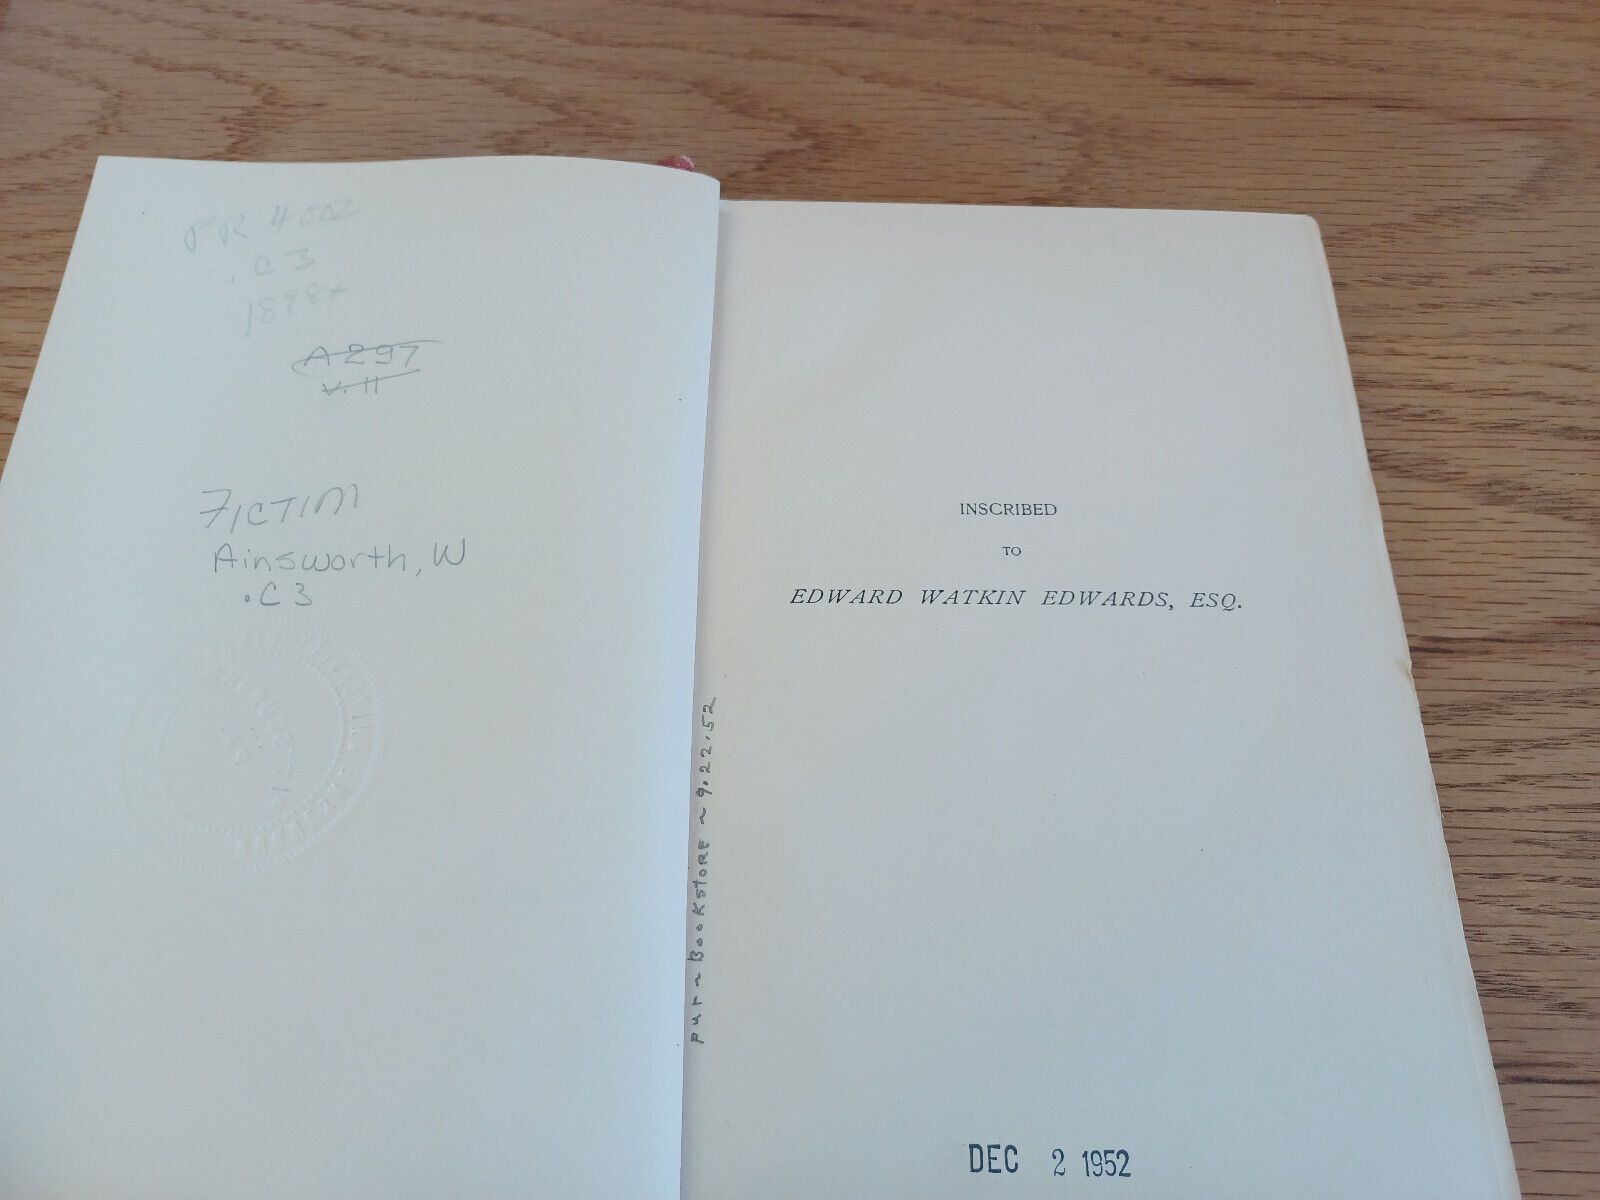 PR 4002
.C3
1898+
A297
V.11
FICTION
Ainsworth, W
.C3
pur ~ Bookstore ~ 9.22.52
INSCRIBED
TO
EDWARD WATKIN EDWARDS, ESQ.
DEC 2 1952